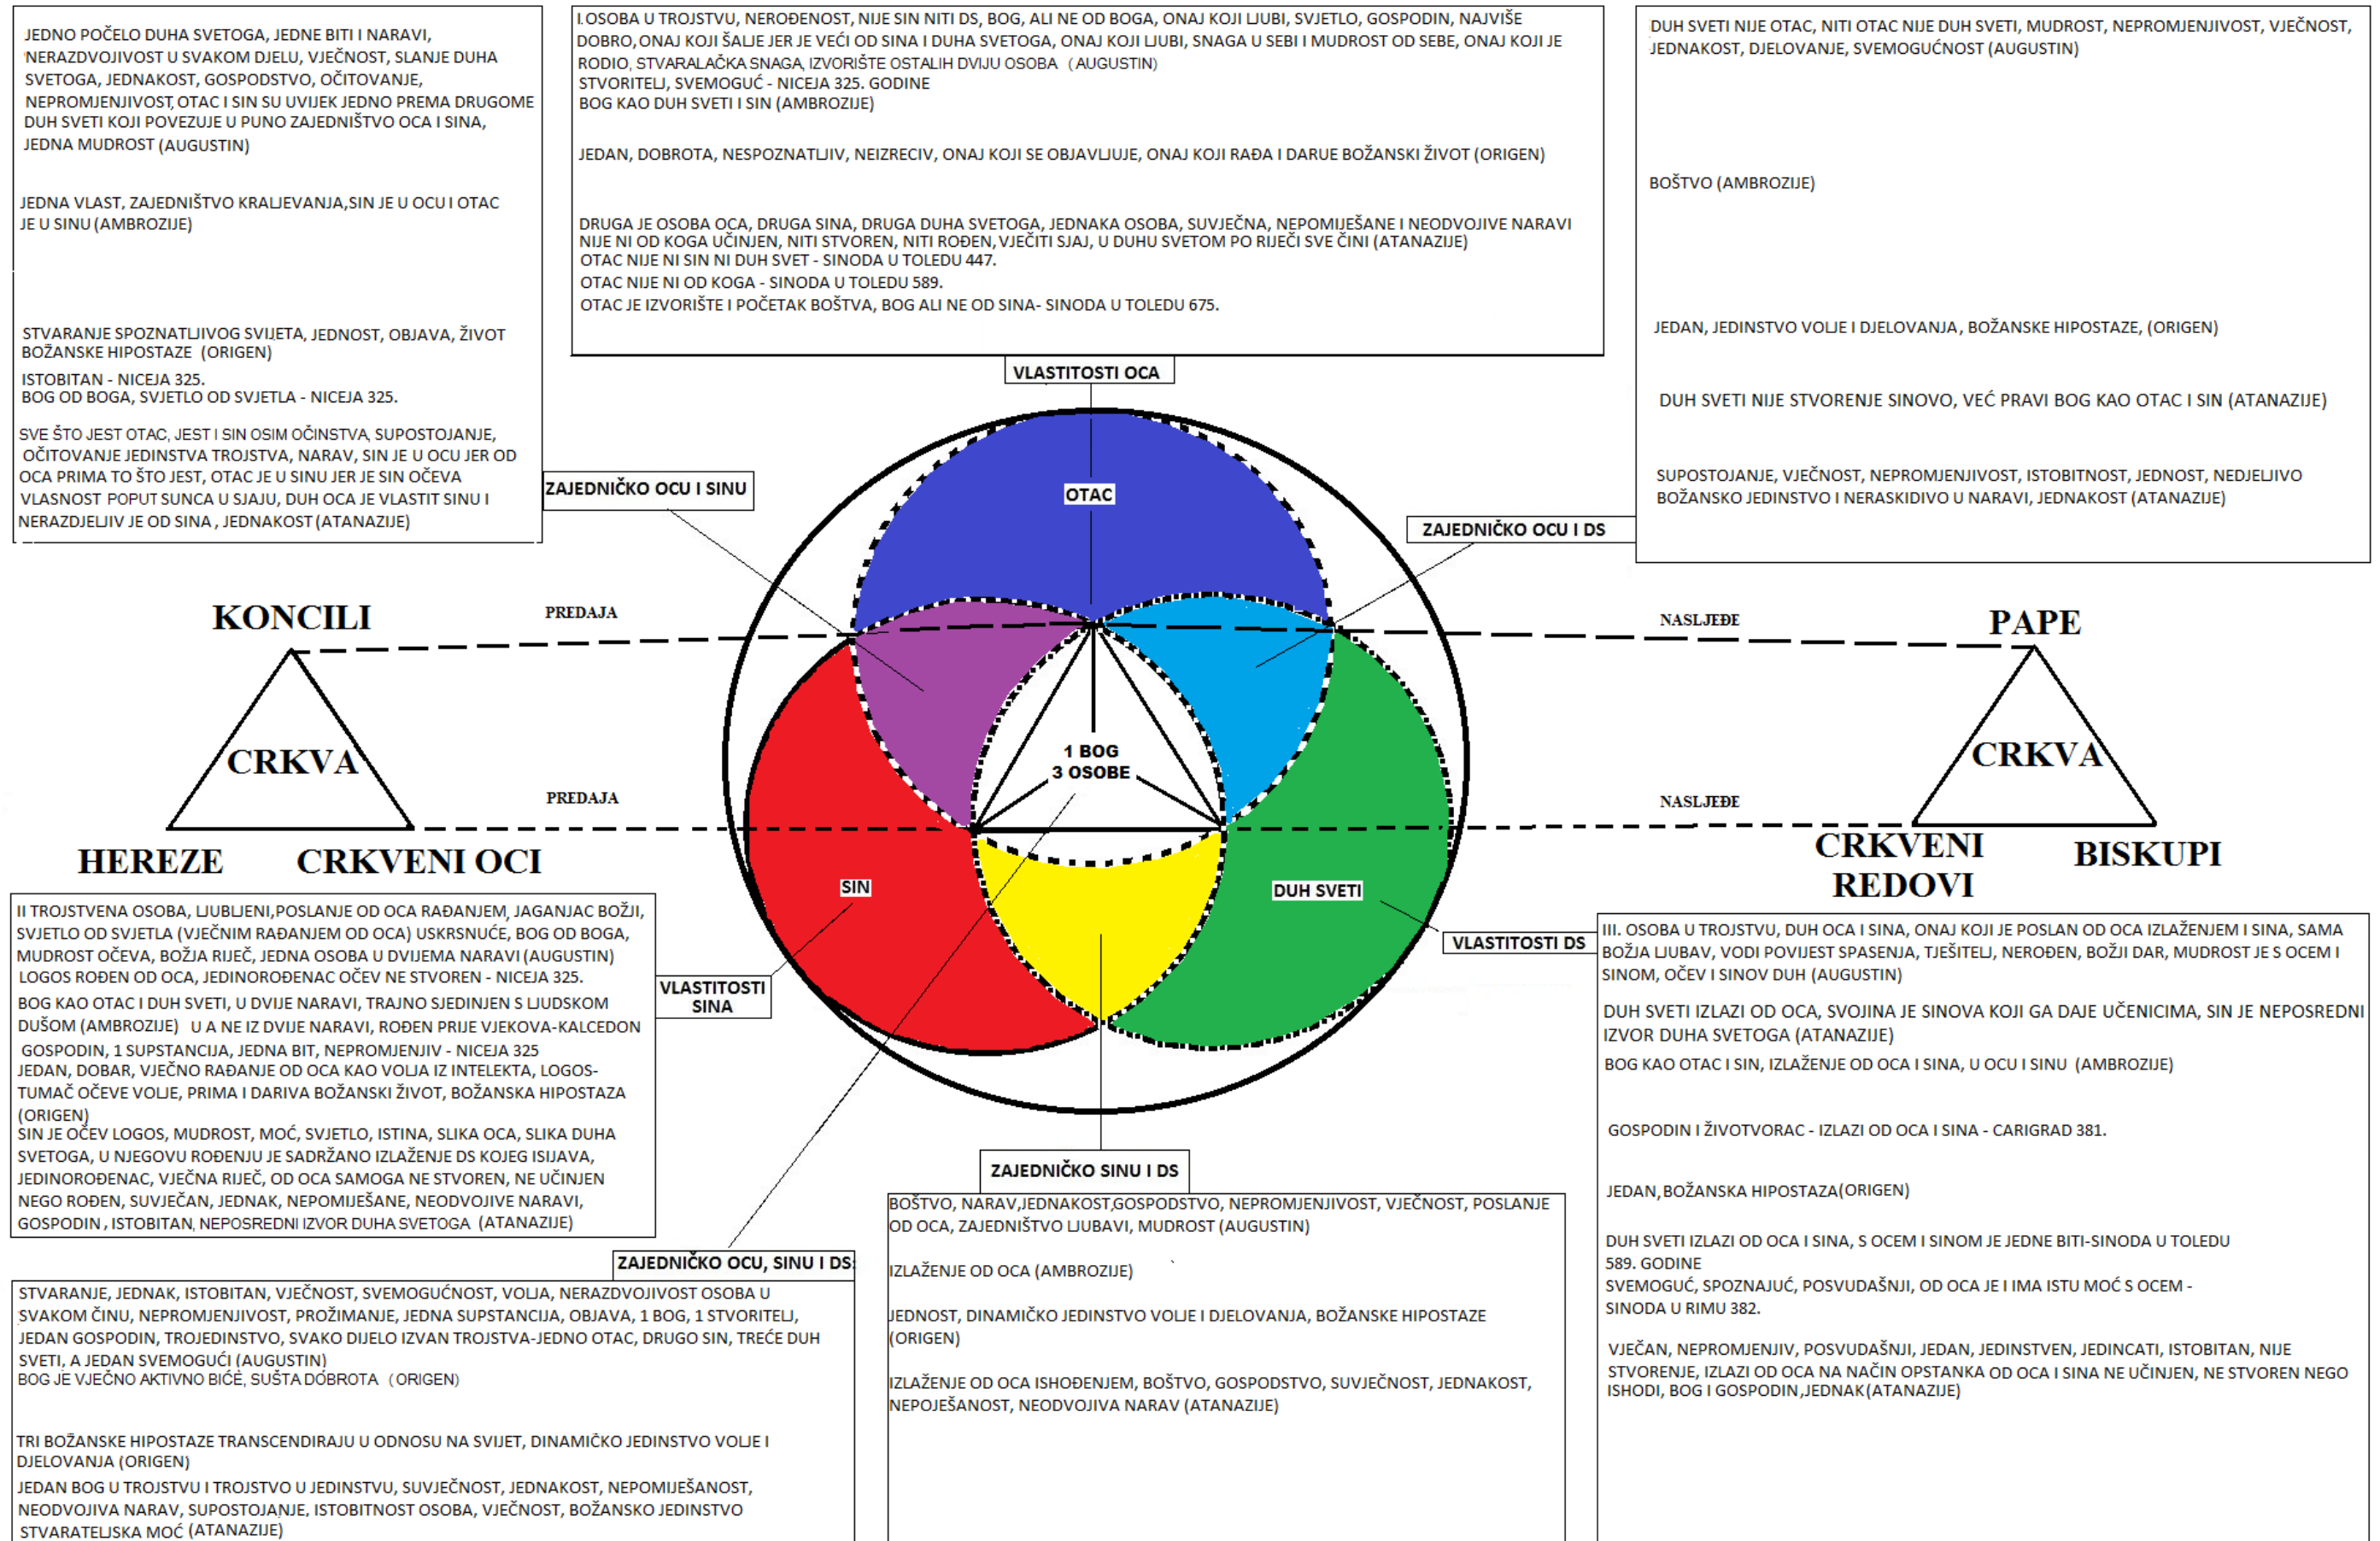 JEDNO POČELO DUHA SVETOGA, JEDNE BITI I NARAVI,
NERAZDVOJIVOST U SVAKOM DJELU, VJEČNOST, SLANJE DUHA
SVETOGA, JEDNAKOST, GOSPODSTVO, OČITOVANJE,
NEPROMJENJIVOST, OTAC I SIN SU UVIJEK JEDNO PREMA DRUGOME
DUH SVETI KOJI POVEZUJE U PUNO ZAJEDNIŠTVO OCA I SINA,
JEDNA MUDROST (AUGUSTIN)
JEDNA VLAST, ZAJEDNIŠTVO KRALJEVANJA,SIN JE U OCU I OTAC
JE U SINU (AMBROZIJE)
STVARANJE SPOZNATLJIVOG SVIJETA, JEDNOST, OBJAVA, ŽIVOT
BOŽANSKE HIPOSTAZE (ORIGEN)
ISTOBITAN - NICEJA 325.
BOG OD BOGA, SVJETLO OD SVJETLA - NICEJA 325.
SVE ŠTO JEST OTAC, JEST I SIN OSIM OČINSTVA, SUPOSTOJANJE,
OČITOVANJE JEDINSTVA TROJSTVA, NARAV, SIN JE U OCU JER OD
OCA PRIMA TO ŠTO JEST, OTAC JE U SINU JER JE SIN OČEVA
VLASNOST POPUT SUNCA U SJAJU, DUH OCA JE VLASTIT SINU I
NERAZDJELJIV JE OD SINA , JEDNAKOST (ATANAZIJE)
I.OSOBA U TROJSTVU, NEROĐENOST, NIJE SIN NITI DS, BOG, ALI NE OD BOGA, ONAJ KOJI LJUBI, SVJETLO, GOSPODIN, NAJVIŠE
DOBRO, ONAJ KOJI ŠALJE JER JE VEĆI OD SINA I DUHA SVETOGA, ONAJ KOJI LJUBI, SNAGA U SEBI I MUDROST OD SEBE, ONAJ KOJI JE
RODIO, STVARALAČKA SNAGA, IZVORIŠTE OSTALIH DVIJU OSOBA (AUGUSTIN)
STVORITELJ, SVEMOGUĆ - NICEJA 325. GODINE
BOG KAO DUH SVETI I SIN (AMBROZIJE)
JEDAN, DOBROTA, NESPOZNATLJIV, NEIZRECIV, ONAJ KOJI SE OBJAVLJUJE, ONAJ KOJI RAĐA I DARUE BOŽANSKI ŽIVOT (ORIGEN)
DRUGA JE OSOBA OCA, DRUGA SINA, DRUGA DUHA SVETOGA, JEDNAKA OSOBA, SUVJEČNA, NEPOMIJEŠANE I NEODVOJIVE NARAVI
NIJE NI OD KOGA UČINJEN, NITI STVOREN, NITI ROĐEN, VJEČITI SJAJ, U DUHU SVETOM PO RIJEČI SVE ČINI (ATANAZIJE)
OTAC NIJE NI SIN NI DUH SVET - SINODA U TOLEDU 447.
OTAC NIJE NI OD KOGA - SINODA U TOLEDU 589.
OTAC JE IZVORIŠTE I POČETAK BOŠTVA, BOG ALI NE OD SINA- SINODA U TOLEDU 675.
DUH SVETI NIJE OTAC, NITI OTAC NIJE DUH SVETI, MUDROST, NEPROMJENJIVOST, VJEČNOST,
JEDNAKOST, DJELOVANJE, SVEMOGUĆNOST (AUGUSTIN)
BOŠTVO (AMBROZIJE)
JEDAN, JEDINSTVO VOLJE I DJELOVANJA, BOŽANSKE HIPOSTAZE, (ORIGEN)
DUH SVETI NIJE STVORENJE SINOVO, VEĆ PRAVI BOG KAO OTAC I SIN (ATANAZIJE)
SUPOSTOJANJE, VJEČNOST, NEPROMJENJIVOST, ISTOBITNOST, JEDNOST, NEDJELJIVO
BOŽANSKO JEDINSTVO I NERASKIDIVO U NARAVI, JEDNAKOST (ATANAZIJE)
VLASTITOSTI OCA
ZAJEDNIČKO OCU I SINU
OTAC
ZAJEDNIČKO OCU I DS
KONCILI
PREDAJA
NASLJEĐE
PAPE
CRKVA
1 BOG
3 OSOBE
CRKVA
PREDAJA
NASLJEĐE
HEREZE
CRKVENI OCI
CRKVENI
REDOVI
BISKUPI
SIN
DUH SVETI
VLASTITOSTI DS
VLASTITOSTI
SINA
II TROJSTVENA OSOBA, LJUBLJENI,POSLANJE OD OCA RAĐANJEM, JAGANJAC BOŽJI,
SVJETLO OD SVJETLA (VJEČNIM RAĐANJEM OD OCA) USKRSNUĆE, BOG OD BOGA,
MUDROST OČEVA, BOŽJA RIJEČ, JEDNA OSOBA U DVIJEMA NARAVI (AUGUSTIN)
LOGOS ROĐEN OD OCA, JEDINOROĐENAC OČEV NE STVOREN - NICEJA 325.
BOG KAO OTAC I DUH SVETI, U DVIJE NARAVI, TRAJNO SJEDINJEN S LJUDSKOM
DUŠOM (AMBROZIJE) U A NE IZ DVIJE NARAVI, ROĐEN PRIJE VJEKOVA-KALCEDON
GOSPODIN, 1 SUPSTANCIJA, JEDNA BIT, NEPROMJENJIV - NICEJA 325
JEDAN, DOBAR, VJEČNO RAĐANJE OD OCA KAO VOLJA IZ INTELEKTA, LOGOS-
TUMAČ OČEVE VOLJE, PRIMA I DARIVA BOŽANSKI ŽIVOT, BOŽANSKA HIPOSTAZA
(ORIGEN)
SIN JE OČEV LOGOS, MUDROST, MOĆ, SVJETLO, ISTINA, SLIKA OCA, SLIKA DUHA
SVETOGA, U NJEGOVU ROĐENJU JE SADRŽANO IZLAŽENJE DS KOJEG ISIJAVA,
JEDINOROĐENAC, VJEČNA RIJEČ, OD OCA SAMOGA NE STVOREN, NE UČINJEN
NEGO ROĐEN, SUVJEČAN, JEDNAK, NEPOMIJEŠANE, NEODVOJIVE NARAVI,
GOSPODIN , ISTOBITAN, NEPOSREDNI IZVOR DUHA SVETOGA (ATANAZIJE)
III. OSOBA U TROJSTVU, DUH OCA I SINA, ONAJ KOJI JE POSLAN OD OCA IZLAŽENJEM I SINA, SAMA
BOŽJA LJUBAV, VODI POVIJEST SPASENJA, TJEŠITELJ, NEROĐEN, BOŽJI DAR, MUDROST JE S OCEM I
SINOM, OČEV I SINOV DUH (AUGUSTIN)
DUH SVETI IZLAZI OD OCA, SVOJINA JE SINOVA KOJI GA DAJE UČENICIMA, SIN JE NEPOSREDNI
IZVOR DUHA SVETOGA (ATANAZIJE)
BOG KAO OTAC I SIN, IZLAŽENJE OD OCA I SINA, U OCU I SINU (AMBROZIJE)
GOSPODIN I ŽIVOTVORAC - IZLAZI OD OCA I SINA - CARIGRAD 381.
JEDAN, BOŽANSKA HIPOSTAZA(ORIGEN)
DUH SVETI IZLAZI OD OCA I SINA, S OCEM I SINOM JE JEDNE BITI-SINODA U TOLEDU
589. GODINE
SVEMOGUĆ, SPOZNAJUĆ, POSVUDAŠNJI, OD OCA JE I IMA ISTU MOĆ S OCEM -
SINODA U RIMU 382.
VJEČAN, NEPROMJENJIV, POSVUDAŠNJI, JEDAN, JEDINSTVEN, JEDINCATI, ISTOBITAN, NIJE
STVORENJE, IZLAZI OD OCA NA NAČIN OPSTANKA OD OCA I SINA NE UČINJEN, NE STVOREN NEGO
ISHODI, BOG I GOSPODIN,JEDNAK(ATANAZIJE)
ZAJEDNIČKO SINU I DS
BOŠTVO, NARAV,JEDNAKOST,GOSPODSTVO, NEPROMJENJIVOST, VJEČNOST, POSLANJE
OD OCA, ZAJEDNIŠTVO LJUBAVI, MUDROST (AUGUSTIN)
IZLAŽENJE OD OCA (AMBROZIJE)
JEDNOST, DINAMIČKO JEDINSTVO VOLJE I DJELOVANJA, BOŽANSKE HIPOSTAZE
(ORIGEN)
IZLAŽENJE OD OCA ISHOĐENJEM, BOŠTVO, GOSPODSTVO, SUVJEČNOST, JEDNAKOST,
NEPOJEŠANOST, NEODVOJIVA NARAV (ATANAZIJE)
ZAJEDNIČKO OCU, SINU I DS:
STVARANJE, JEDNAK, ISTOBITAN, VJEČNOST, SVEMOGUĆNOST, VOLJA, NERAZDVOJIVOST OSOBA U
SVAKOM ČINU, NEPROMJENJIVOST, PROŽIMANJE, JEDNA SUPSTANCIJA, OBJAVA, 1 BOG, 1 STVORITELJ,
JEDAN GOSPODIN, TROJEDINSTVO, SVAKO DIJELO IZVAN TROJSTVA-JEDNO OTAC, DRUGO SIN, TREĆE DUH
SVETI, A JEDAN SVEMOGUĆI (AUGUSTIN)
BOG JE VJEČNO AKTIVNO BIĆE, SUŠTA DOBROTA (ORIGEN)
TRI BOŽANSKE HIPOSTAZE TRANSCENDIRAJU U ODNOSU NA SVIJET, DINAMIČKO JEDINSTVO VOLJE I
DJELOVANJA (ORIGEN)
JEDAN BOG U TROJSTVU I TROJSTVO U JEDINSTVU, SUVJEČNOST, JEDNAKOST, NEPOMIJEŠANOST,
NEODVOJIVA NARAV, SUPOSTOJANJE, ISTOBITNOST OSOBA, VJEČNOST, BOŽANSKO JEDINSTVO
STVARATELJSKA MOĆ (ATANAZIJE)